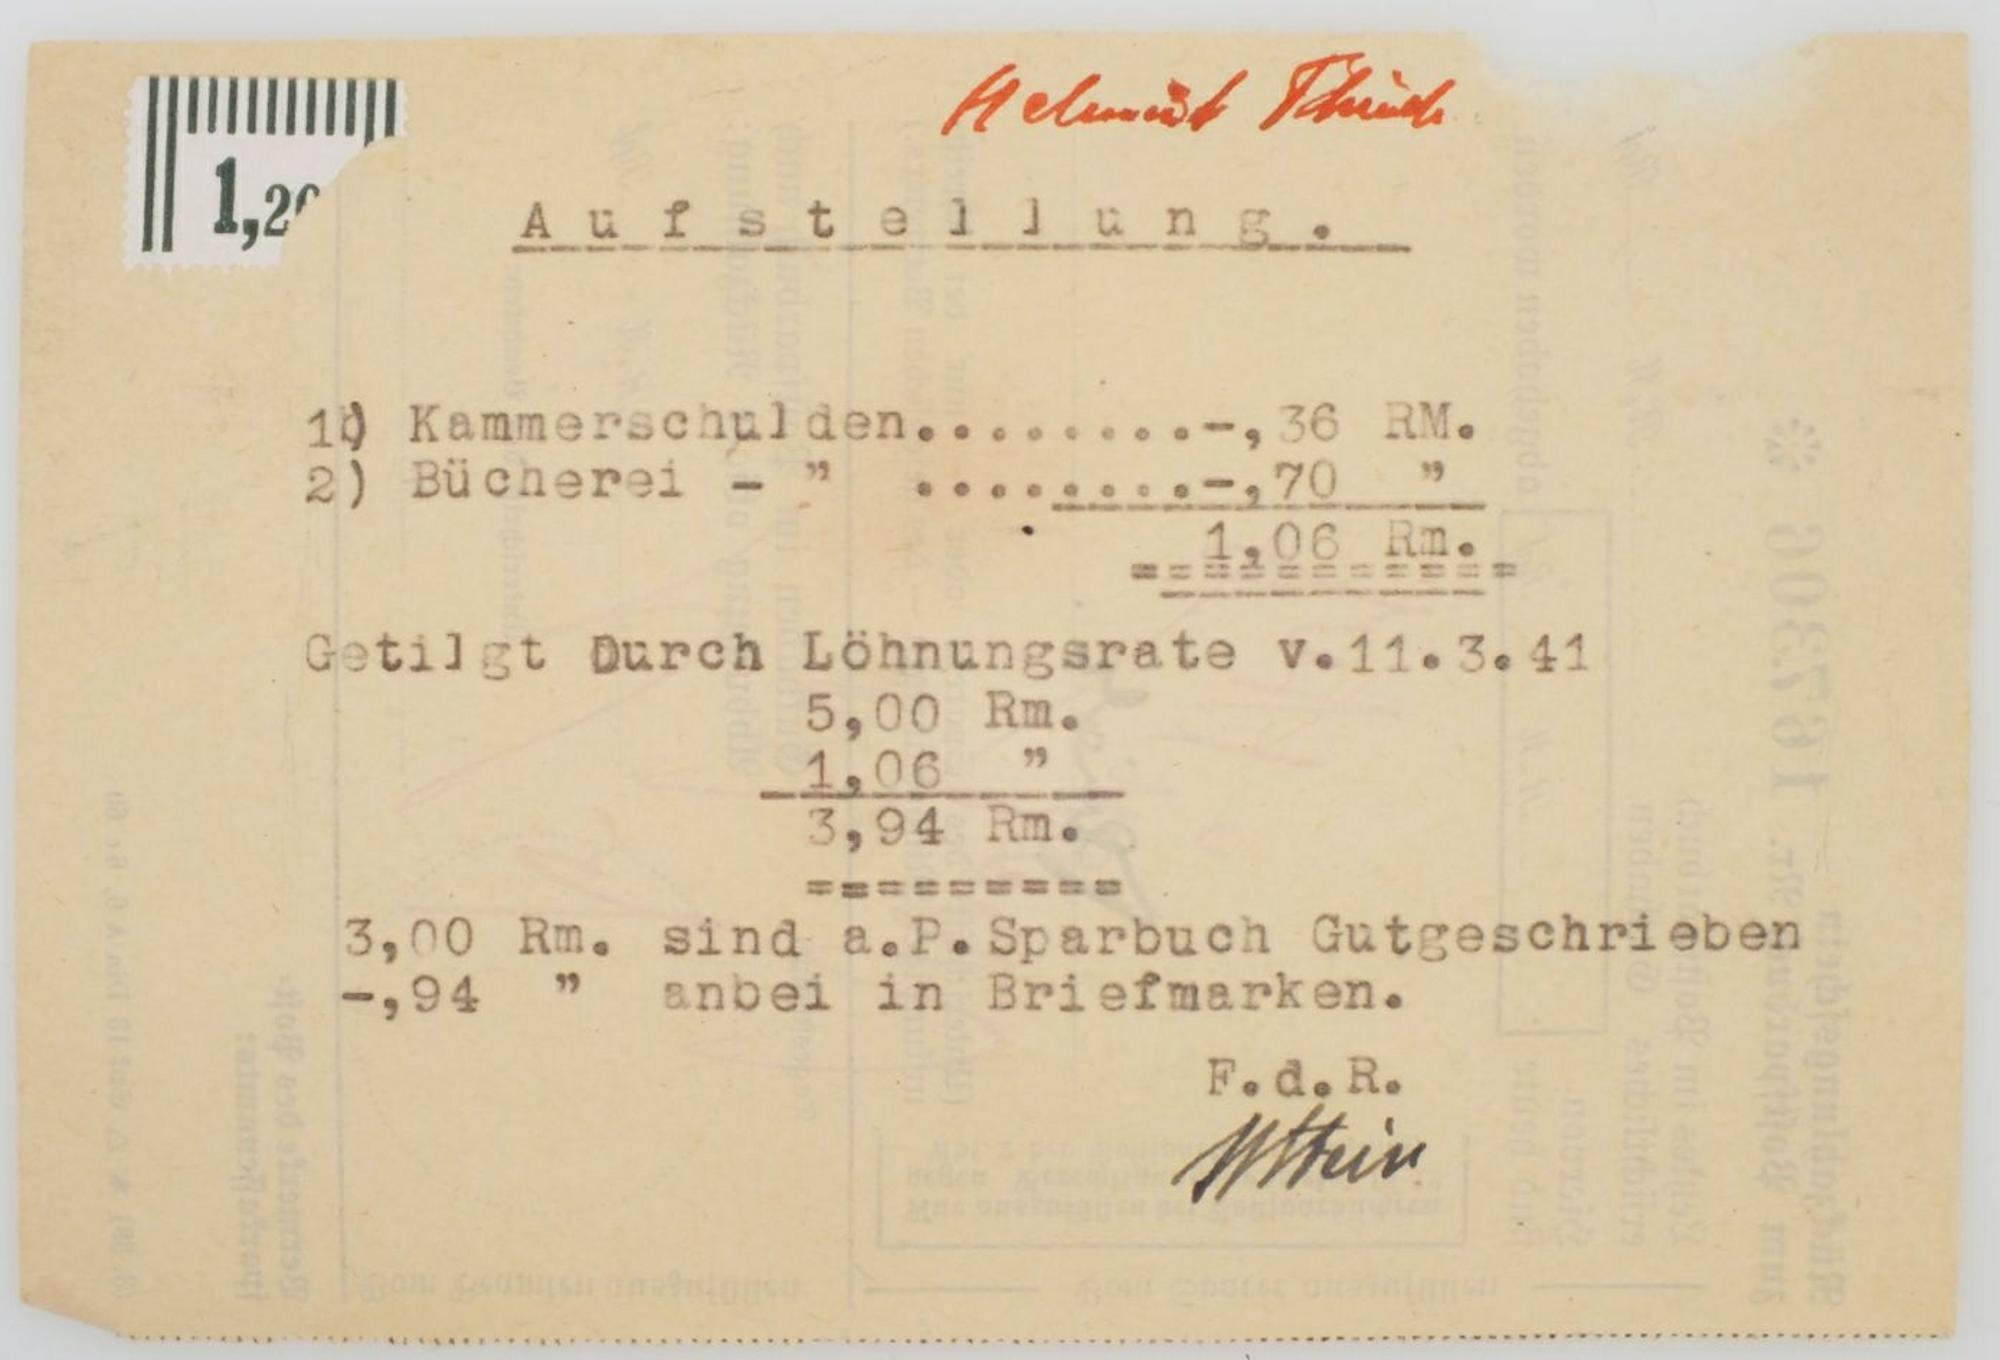 1,20
Helmut
A u f s t e l l u n g .
1) Kammerschulden........-,36 RM.
2) Bücherei - " ........-,70 "
1,06 Rm.
==========
Getilgt Durch Löhnungsrate v.11.3.41
5,00 Rm.
1,06 "
3,94 Rm.
=========
3,00 Rm. sind a.P.Sparbuch Gutgeschrieben
-,94 " anbei in Briefmarken.
F.d.R.